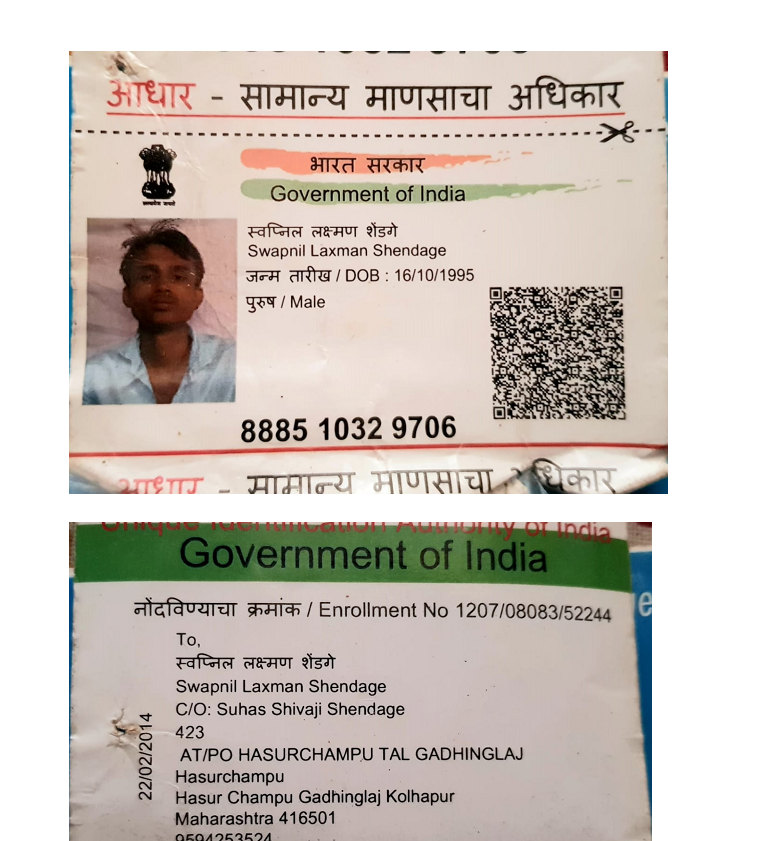 आधार - सामान्य माणसाचा अधिकार
भारत सरकार
Government of India
स्वप्निल लक्ष्मण शेंडगे
Swapnil Laxman Shendage
जन्म तारीख / DOB : 16/10/1995
पुरुष / Male
8885 1032 9706
आधार - सामान्य माणसाचा अधिकार
Unique Identification Authority of India
Government of India
नोंदविण्याचा क्रमांक / Enrollment No 1207/08083/52244
To,
स्वप्निल लक्ष्मण शेंडगे
Swapnil Laxman Shendage
C/O: Suhas Shivaji Shendage
423
AT/PO HASURCHAMPU TAL GADHINGLAJ
Hasurchampu
Hasur Champu Gadhinglaj Kolhapur
Maharashtra 416501
9594253524
22/02/2014